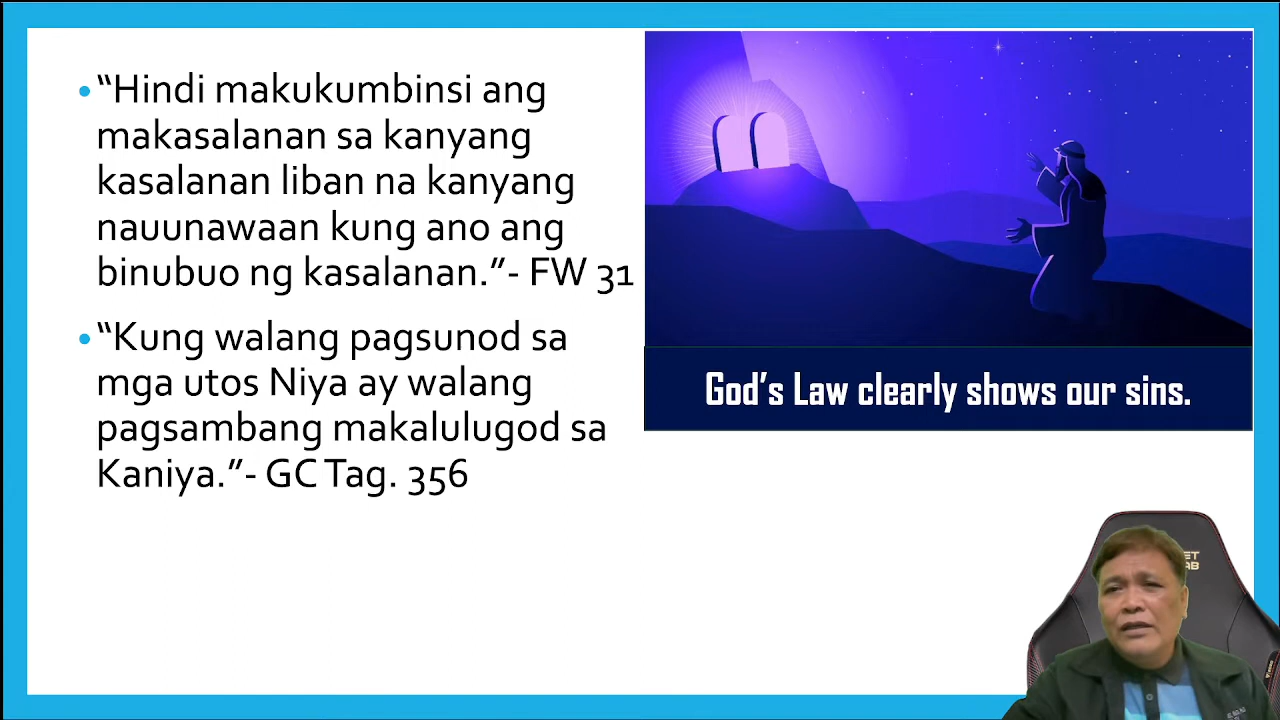 “Hindi makukumbinsi ang
makasalanan sa kanyang
kasalanan liban na kanyang
nauunawaan kung ano ang
binubuo ng kasalanan.”- FW 31
“Kung walang pagsunod sa
mga utos Niya ay walang
pagsambang makalulugod sa
Kaniya.”- GC Tag. 356
God’s Law clearly shows our sins.